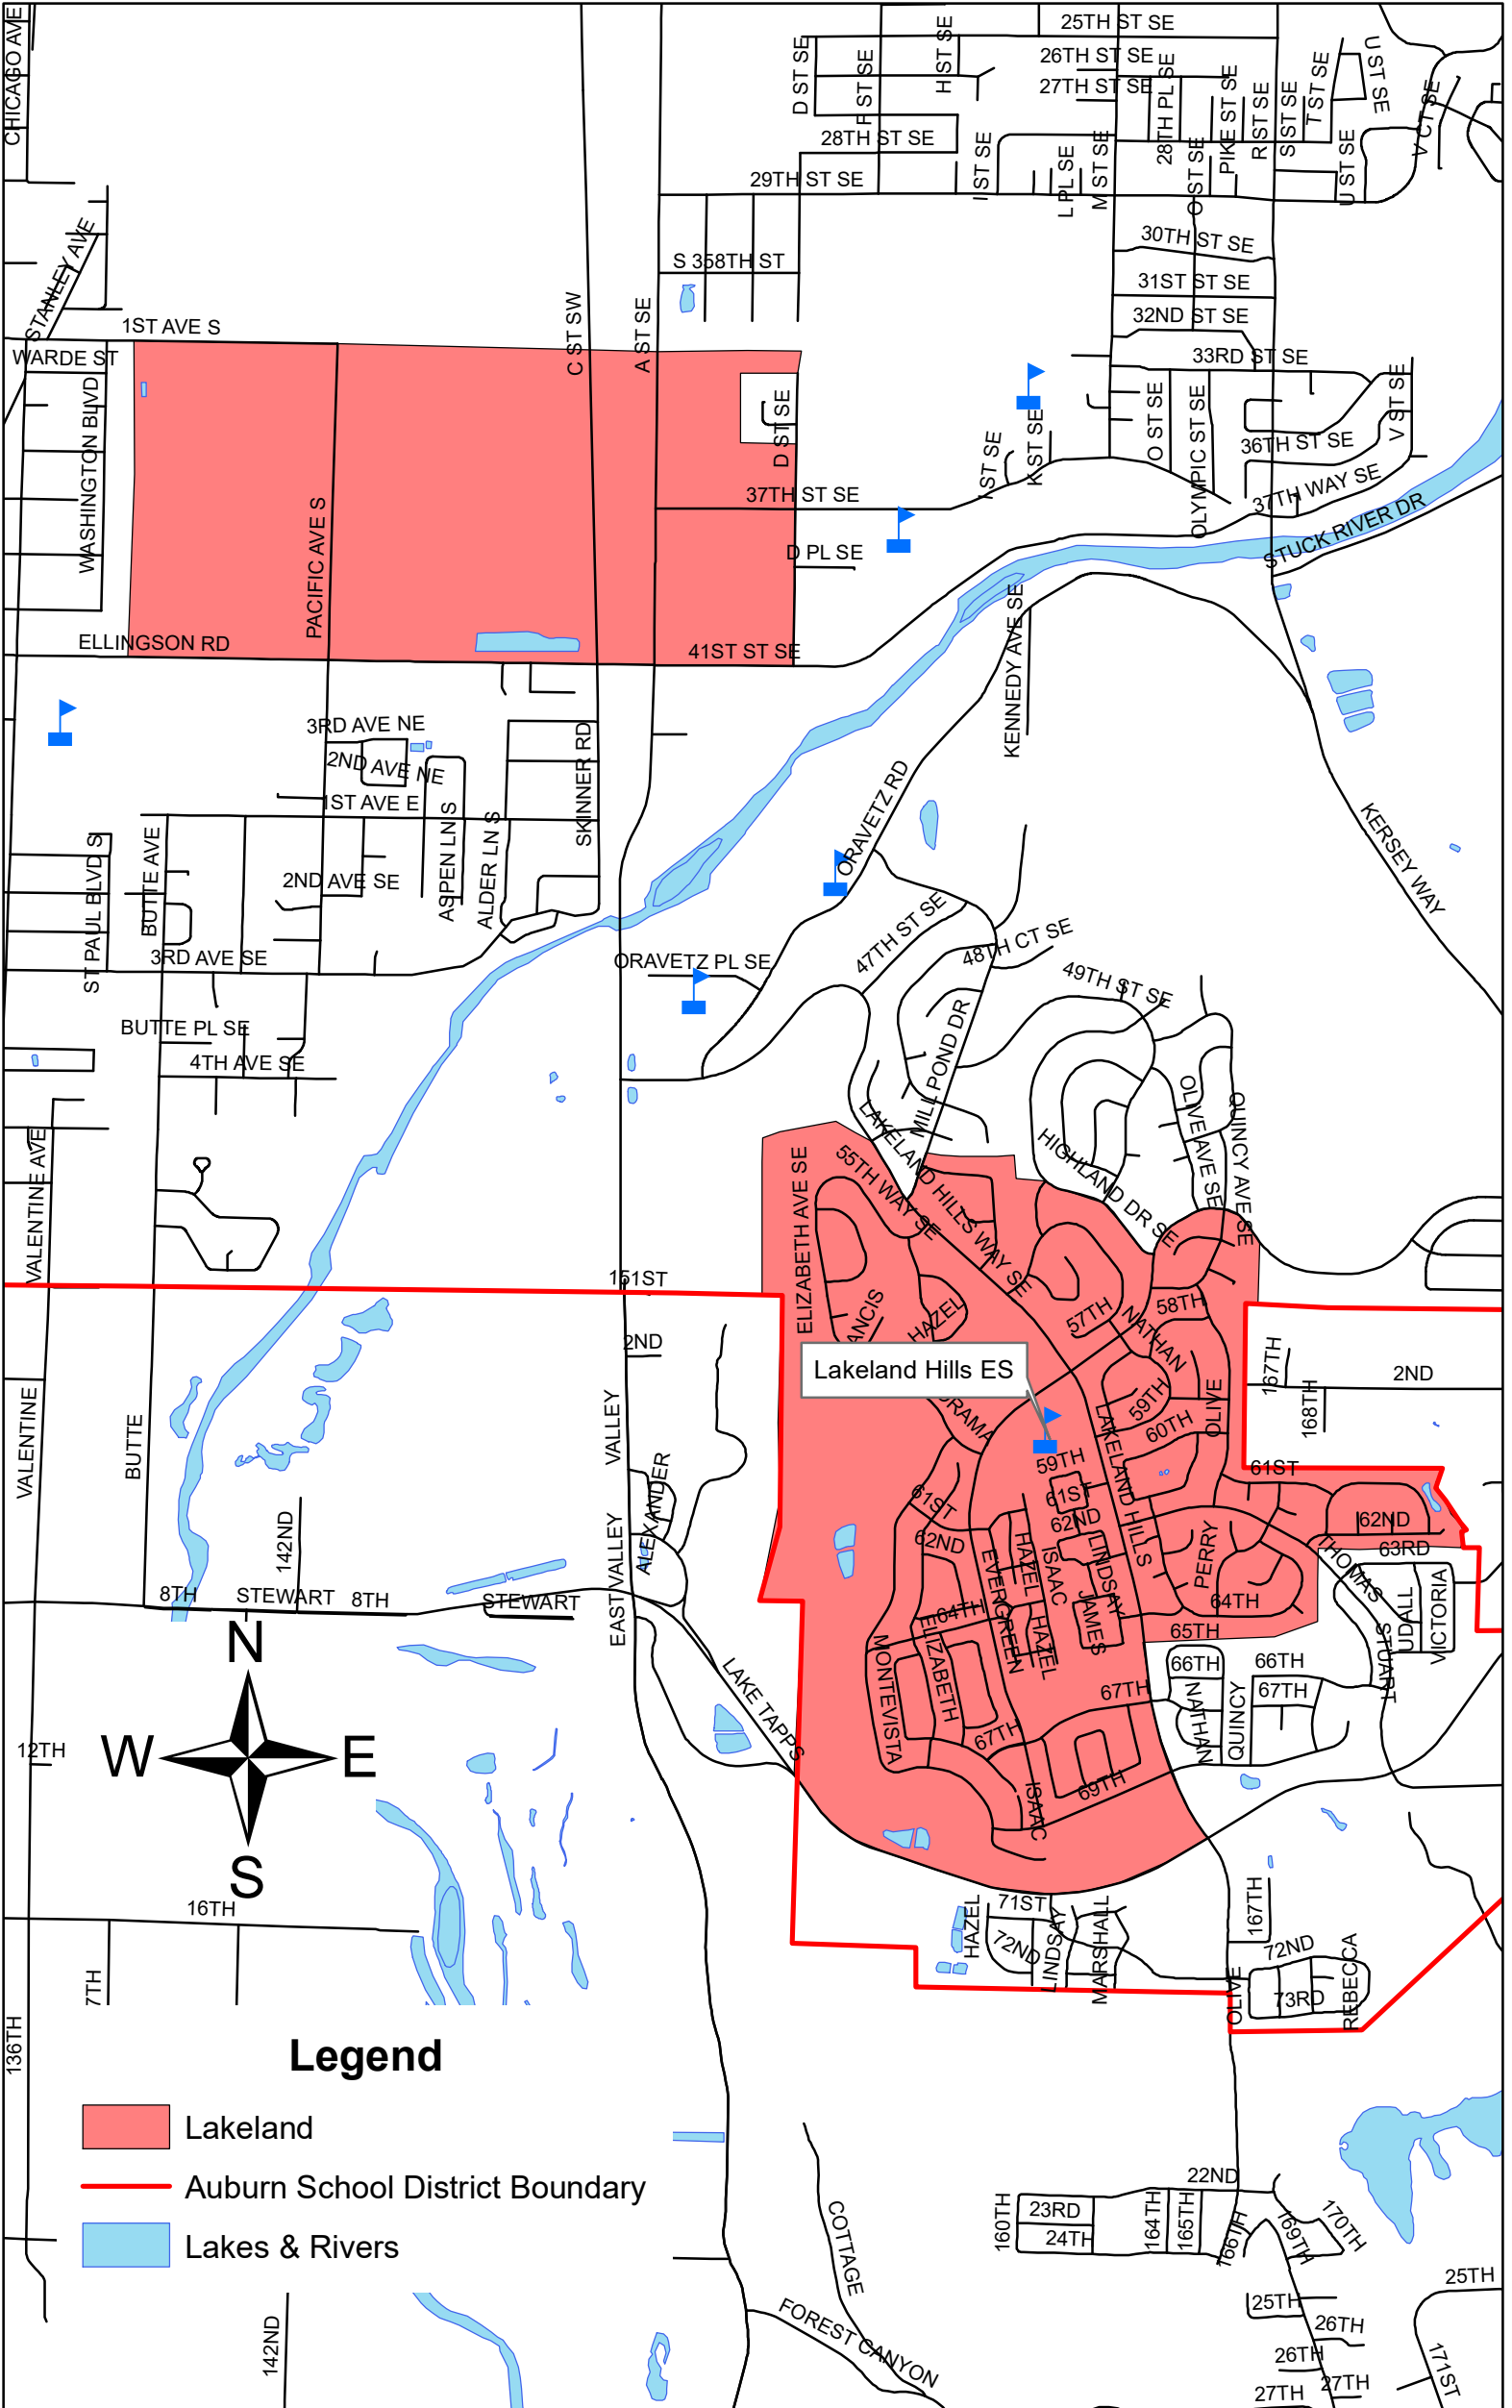 CHICAGO AVE
25TH ST SE
26TH ST SE
27TH ST SE
D ST SE
F ST SE
H ST SE
28TH PL SE
PIKE ST SE
R ST SE
S ST SE
T ST SE
U ST SE
V CT SE
28TH ST SE
I ST SE
L PL SE
M ST SE
O ST SE
U ST SE
29TH ST SE
STANLEY AVE
S 358TH ST
30TH ST SE
31ST ST SE
32ND ST SE
1ST AVE S
C ST SW
A ST SE
33RD ST SE
WARDE ST
WASHINGTON BLVD
D ST SE
I ST SE
K ST SE
O ST SE
OLYMPIC ST SE
V ST SE
36TH ST SE
37TH WAY SE
37TH ST SE
PACIFIC AVE S
D PL SE
STUCK RIVER DR
ELLINGSON RD
41ST ST SE
KENNEDY AVE SE
3RD AVE NE
2ND AVE NE
1ST AVE E
SKINNER RD
ORAVETZ RD
KERSEY WAY
ST PAUL BLVD S
BUTTE AVE
2ND AVE SE
ASPEN LN S
ALDER LN S
47TH ST SE
48TH CT SE
3RD AVE SE
ORAVETZ PL SE
49TH ST SE
BUTTE PL SE
4TH AVE SE
MILL POND DR
OLIVE AVE SE
QUINCY AVE SE
VALENTINE AVE
LAKELAND HILLS WAY SE
55TH WAY SE
HIGHLAND DR SE
ELIZABETH AVE SE
151ST
2ND
ANCIS
HAZEL
57TH
58TH
NATHAN
167TH
2ND
168TH
Lakeland Hills ES
VALENTINE
BUTTE
VALLEY
DRAMA
59TH
60TH
OLIVE
LAKELAND HILLS
59TH
61ST
61ST
61ST
62ND
62ND
62ND
142ND
ALEXANDER
EAST VALLEY
HAZEL
ISAAC
LINDSAY
PERRY
THOMAS
63RD
EVERGREEN
8TH
STEWART
8TH
STEWART
64TH
HAZEL
JAMES
64TH
UDALL
VICTORIA
N
65TH
STUART
MONTEVISTA
ELIZABETH
66TH
66TH
LAKE TAPPS
67TH
67TH
NATHAN
QUINCY
12TH
W
E
67TH
69TH
ISAAC
S
16TH
HAZEL
71ST
72ND
LINDSAY
MARSHALL
167TH
72ND
7TH
OLIVE
73RD
REBECCA
136TH
Legend
Lakeland
Auburn School District Boundary
Lakes & Rivers
22ND
160TH
23RD
24TH
164TH
165TH
166TH
169TH
170TH
COTTAGE
25TH
25TH
FOREST CANYON
26TH
26TH
142ND
27TH
27TH
171ST